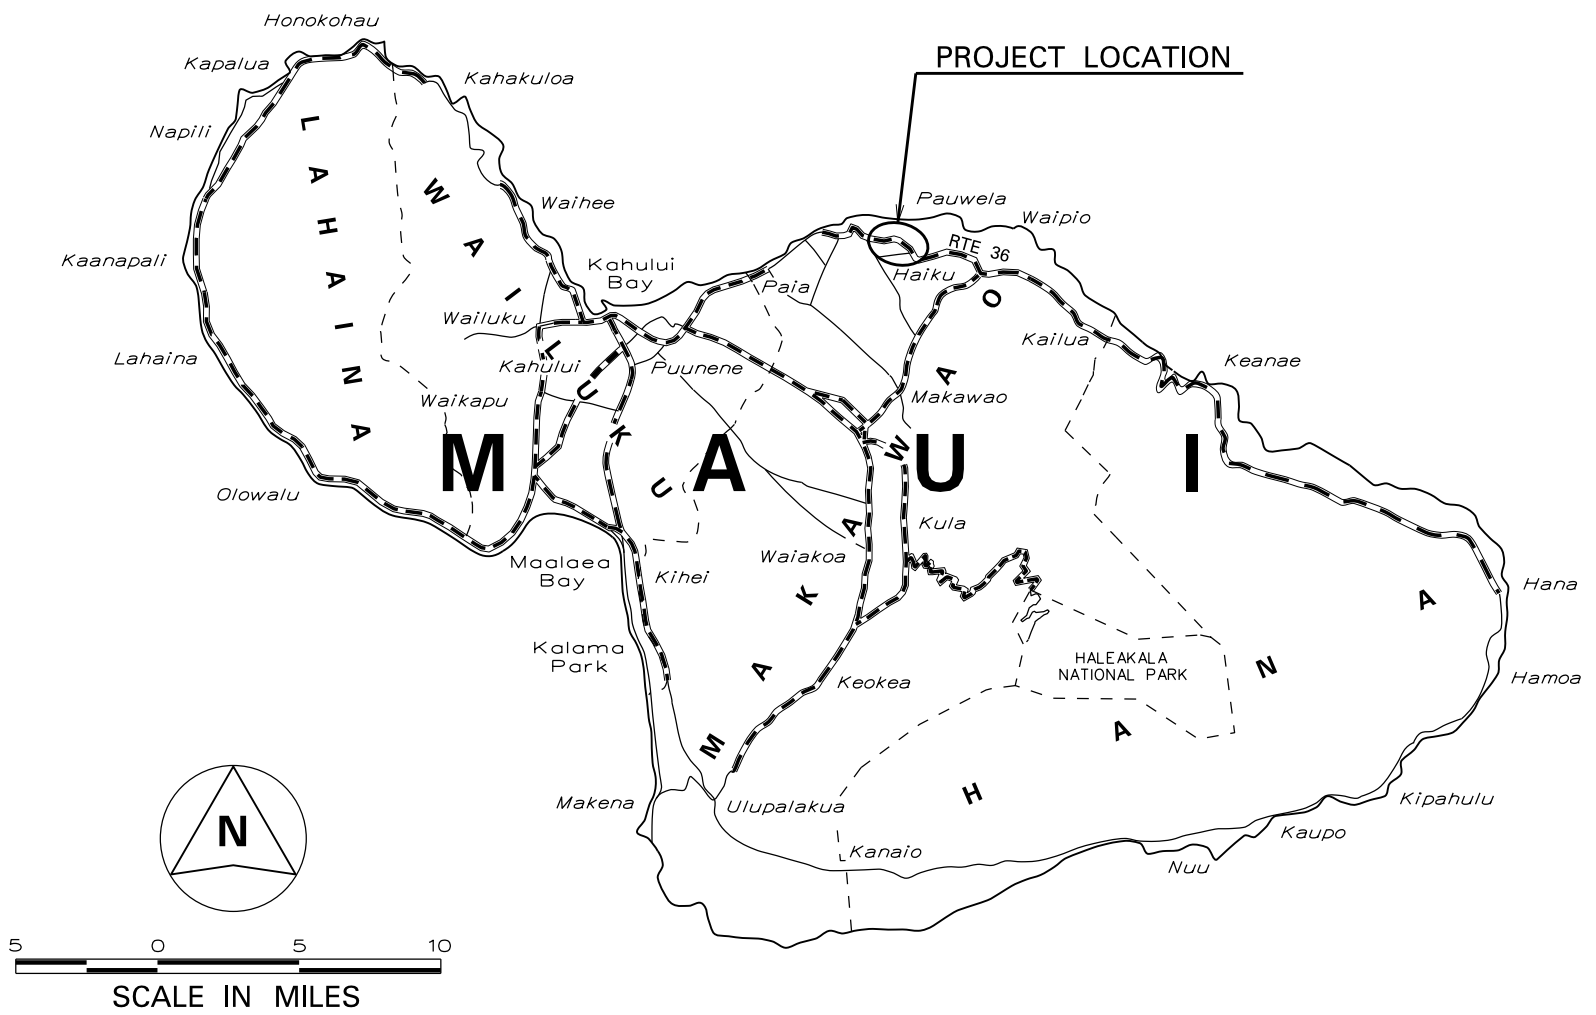 Honokohau
PROJECT LOCATION
Kapalua
Kahakuloa
Napili
LAHAINA
WAILUKU
Waihee
Pauwela
Waipio
RTE 36
Kaanapali
Kahului
Bay
Haiku
Paia
Wailuku
Kailua
Lahaina
Kahului
Puunene
Keanae
Waikapu
Makawao
MAUI
Olowalu
Kula
MAKAWAO
Maalaea
Bay
Waiakoa
Kihei
Hana
HANA
Kalama
Park
HALEAKALA
NATIONAL PARK
Keokea
Hamoa
Makena
Ulupalakua
Kipahulu
Kaupo
N
Kanaio
Nuu
5 0 5 10
SCALE IN MILES